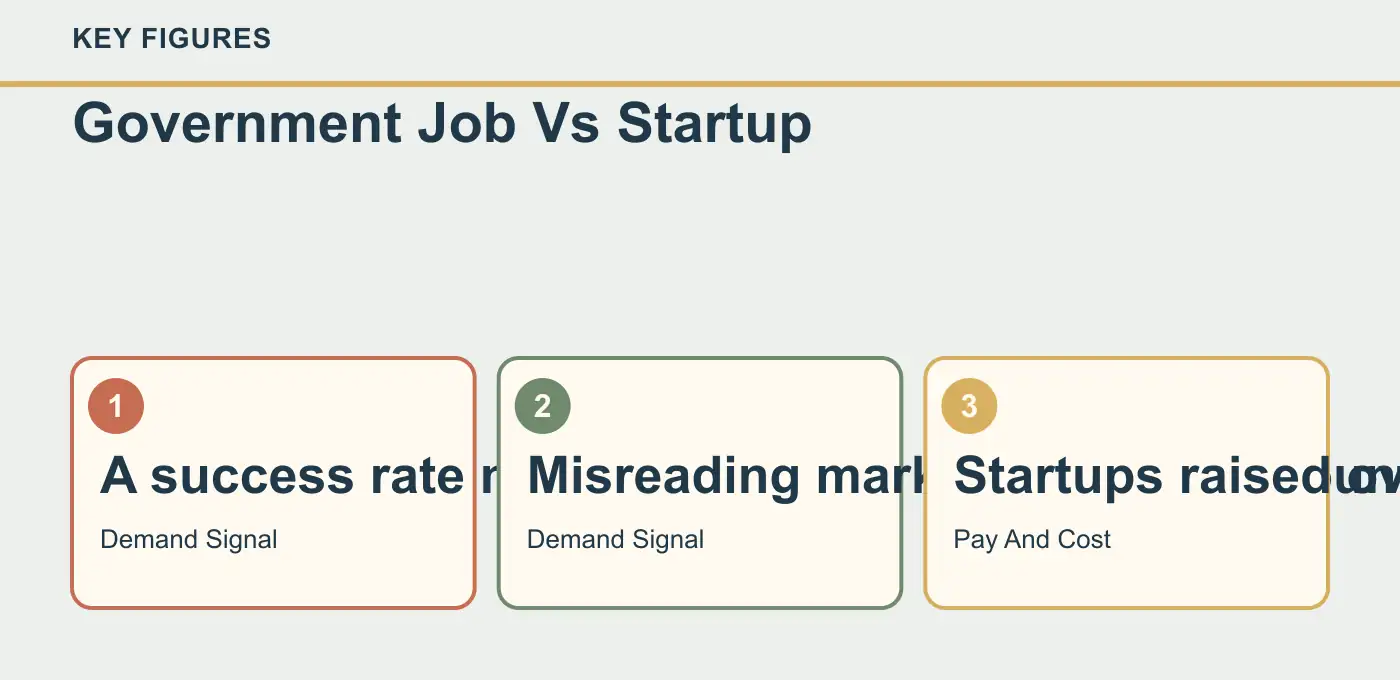 KEY FIGURES
Government Job Vs Startup
1
2
3
A success rate
Misreading
Startups raised
Demand Signal
Demand Signal
Pay And Cost